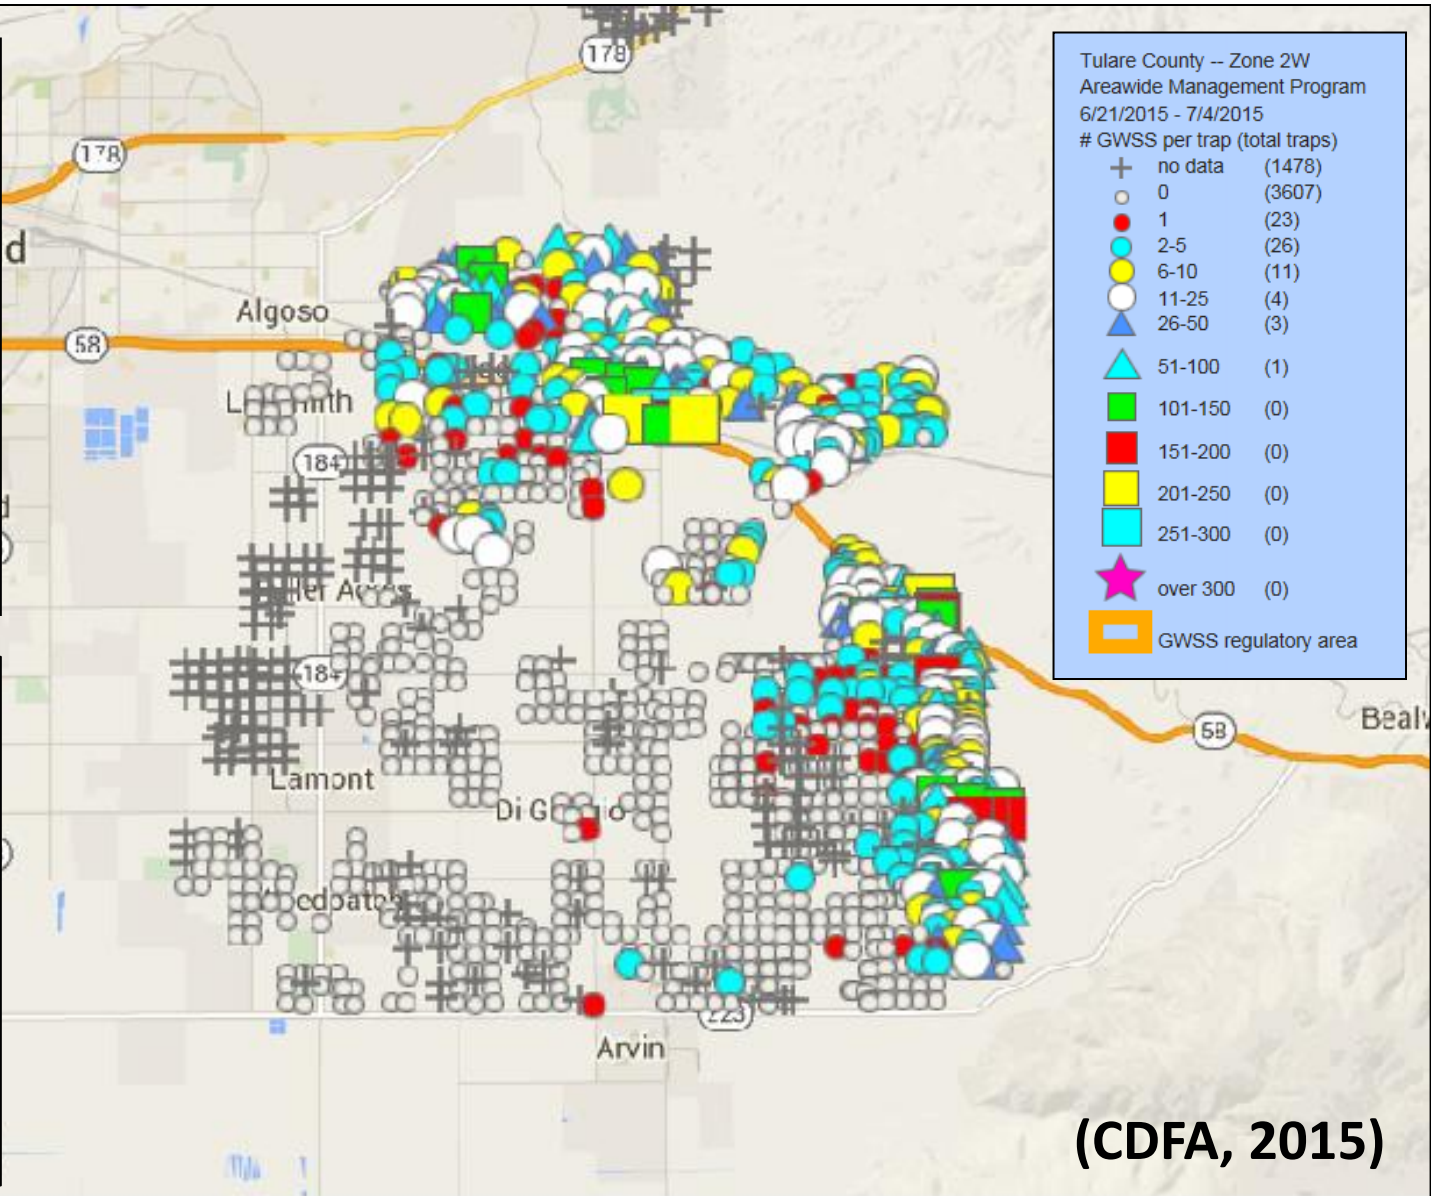 178
178
d
Algoso
58
184
184
Lamont
Arvin
223
58
Tulare County -- Zone 2W
Areawide Management Program
6/21/2015 - 7/4/2015
# GWSS per trap (total traps)
no data (1478)
0 (3607)
1 (23)
2-5 (26)
6-10 (11)
11-25 (4)
26-50 (3)
51-100 (1)
101-150 (0)
151-200 (0)
201-250 (0)
251-300 (0)
over 300 (0)
GWSS regulatory area
(CDFA, 2015)